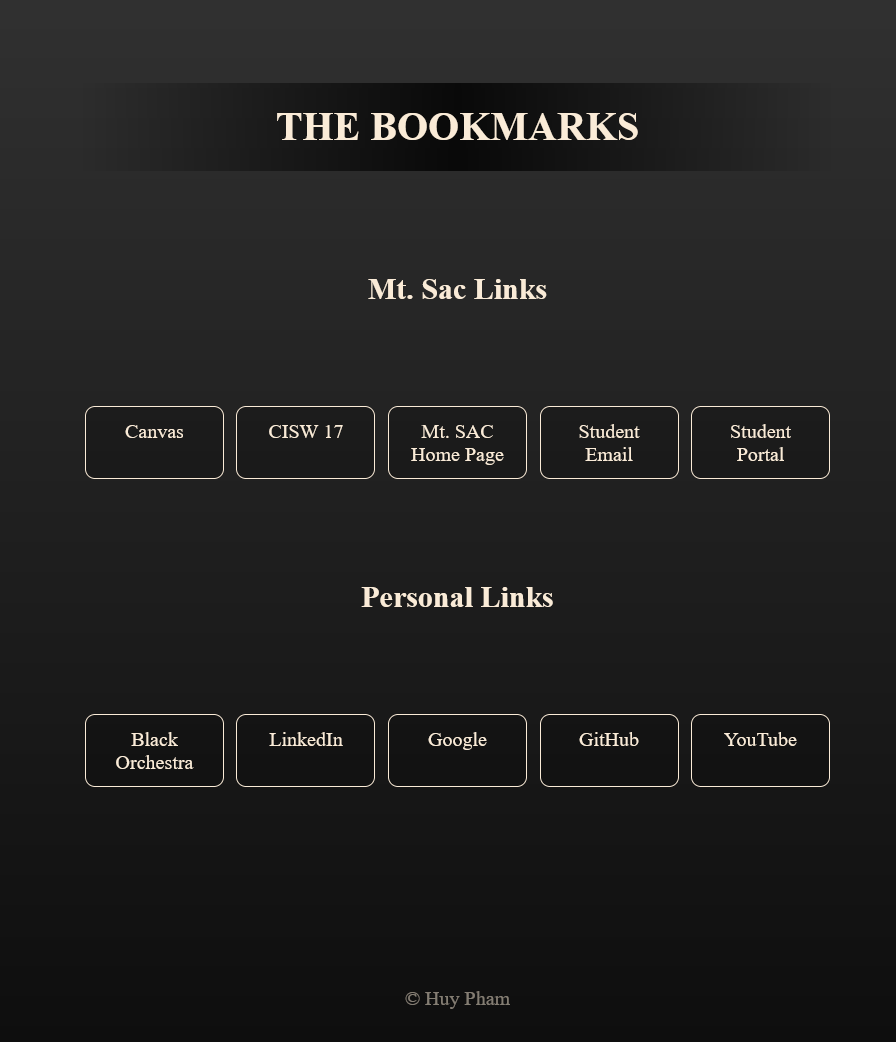 THE BOOKMARKS
Mt. Sac Links
Canvas
CISW 17
Mt. SAC
Home Page
Student
Email
Student
Portal
Personal Links
Black
Orchestra
LinkedIn
Google
GitHub
YouTube
© Huy Pham